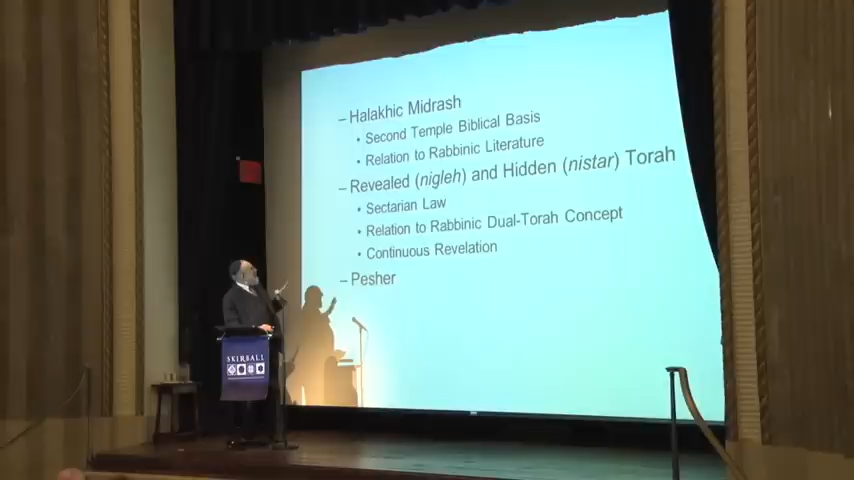 – Halakhic Midrash
• Second Temple Biblical Basis
• Relation to Rabbinic Literature
– Revealed (nigleh) and Hidden (nistar) Torah
• Sectarian Law
• Relation to Rabbinic Dual-Torah Concept
• Continuous Revelation
– Pesher
SKIRBALL